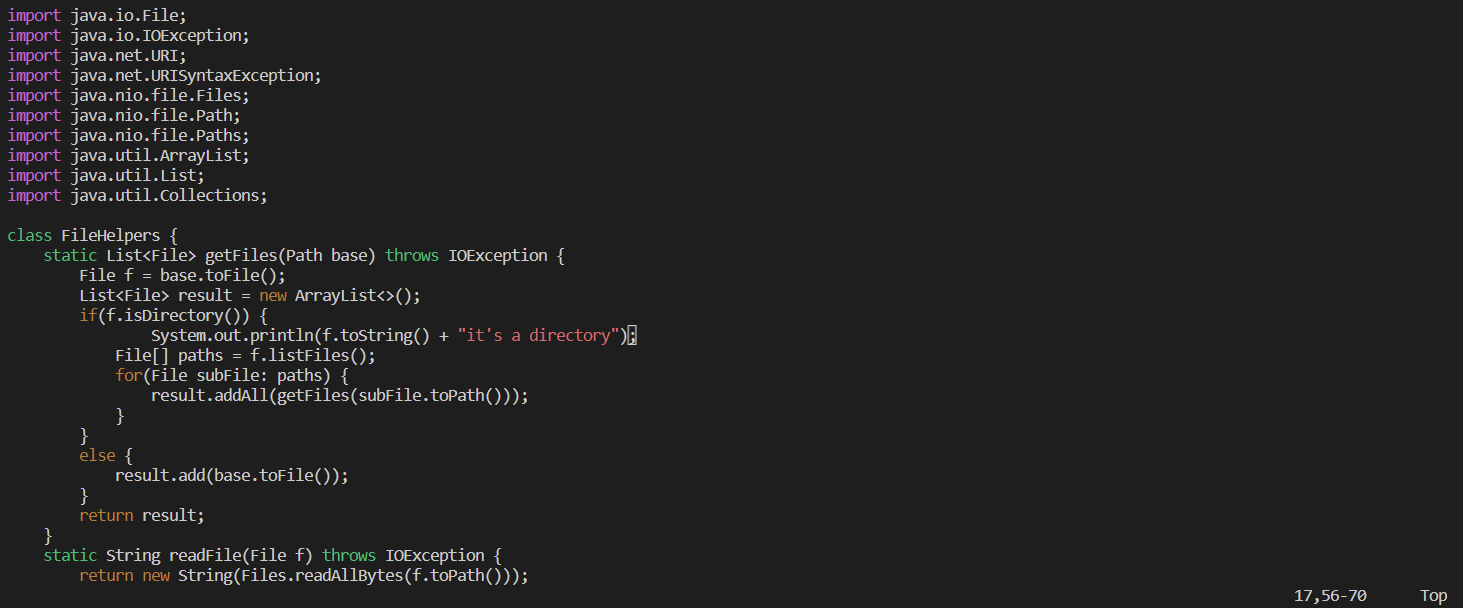 import java.io.File;
import java.io.IOException;
import java.net.URI;
import java.net.URISyntaxException;
import java.nio.file.Files;
import java.nio.file.Path;
import java.nio.file.Paths;
import java.util.ArrayList;
import java.util.List;
import java.util.Collections;

class FileHelpers {
    static List<File> getFiles(Path base) throws IOException {
        File f = base.toFile();
        List<File> result = new ArrayList<>();
        if(f.isDirectory()) {
                System.out.println(f.toString() + "it's a directory");
            File[] paths = f.listFiles();
            for(File subFile: paths) {
                result.addAll(getFiles(subFile.toPath()));
            }
        }
        else {
            result.add(base.toFile());
        }
        return result;
    }
    static String readFile(File f) throws IOException {
        return new String(Files.readAllBytes(f.toPath()));
17,56-70 Top